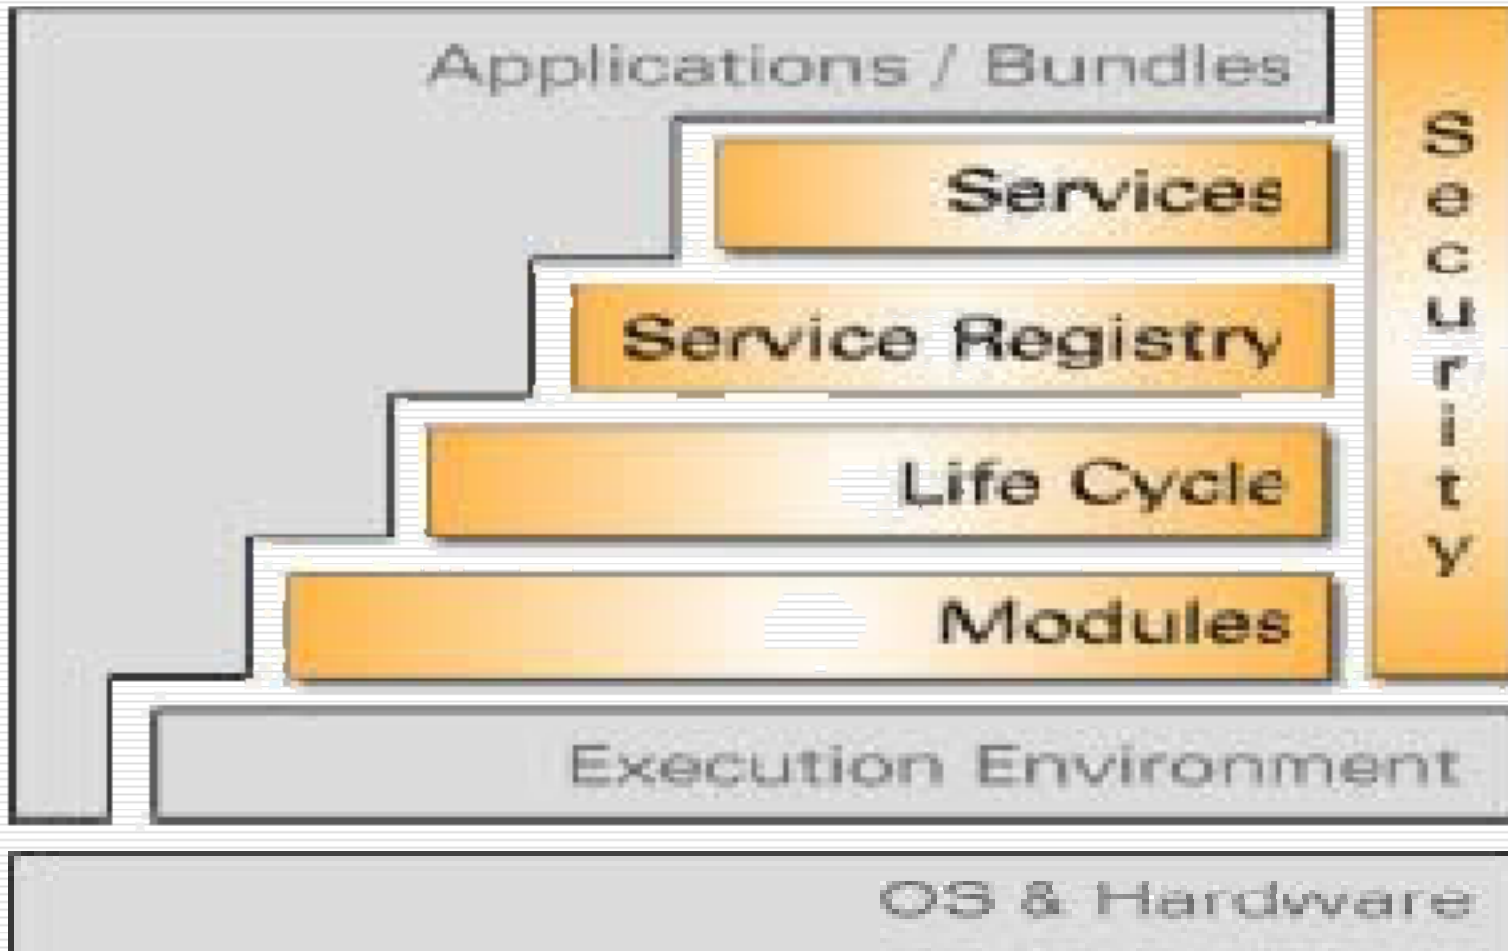 Applications / Bundles
Services
Service Registry
Life Cycle
Modules
Security
Execution Environment
OS & Hardware